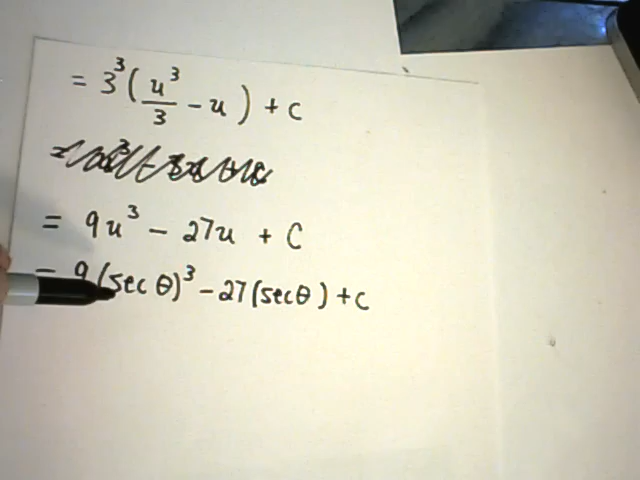 = 3³ (u³/3 - u) + C
= 9u³ - 27u + C
= 9(sec θ)³ - 27(sec θ) + C